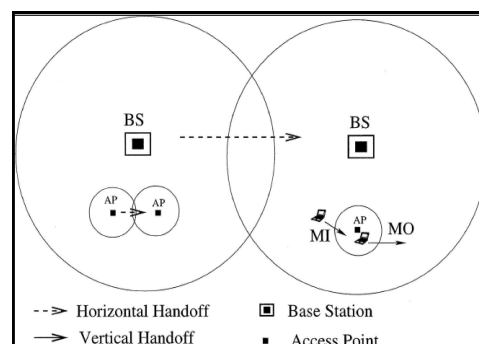 BS
BS
AP
AP
AP
MI
MO
Horizontal Handoff
Base Station
Vertical Handoff
Access Point